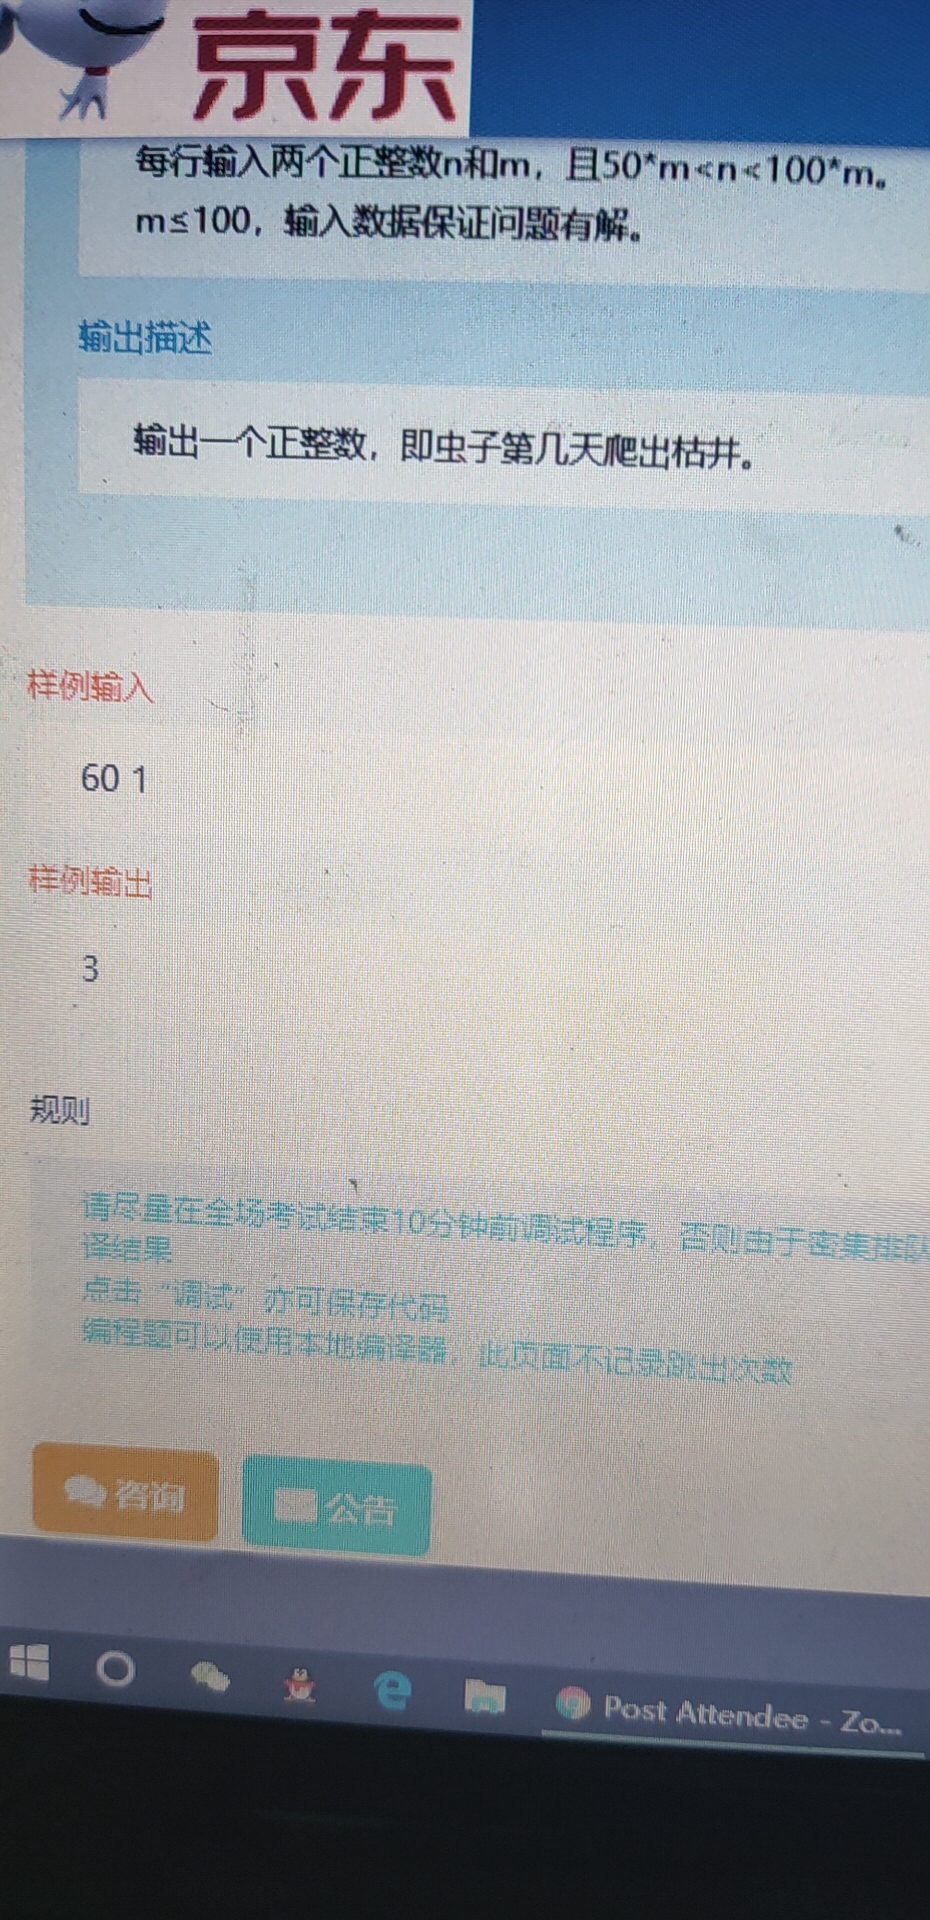 京东
每行输入两个正整数n和m，且50*m<n<100*m。
m≤100，输入数据保证问题有解。
输出描述
输出一个正整数，即虫子第几天爬出枯井。
样例输入
60 1
样例输出
3
规则
请尽量在全场考试结束10分钟前调试程序，否则由于密集排队
译结果
点击“调试”亦可保存代码
编程题可以使用本地编译器，此页面不记录跳出次数
咨询
公告
Post Attendee - Zo...